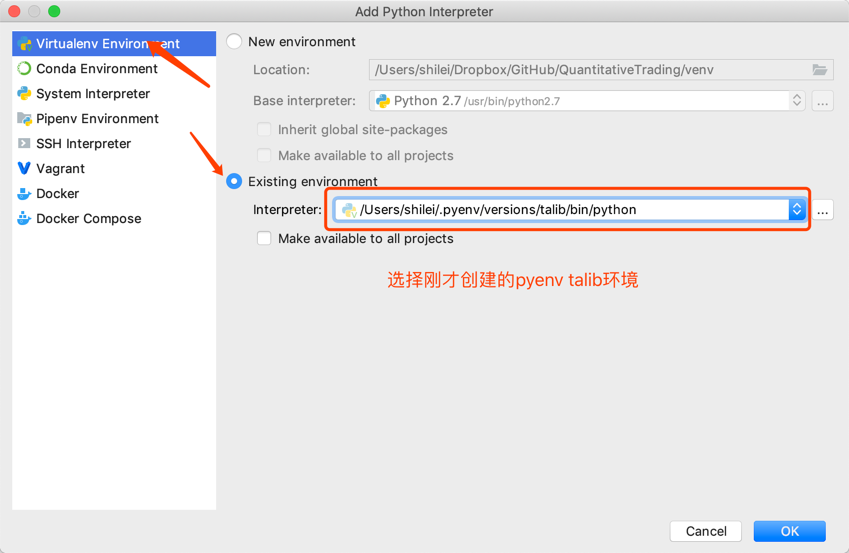 Add Python Interpreter
Virtualenv Environment
Conda Environment
System Interpreter
Pipenv Environment
SSH Interpreter
Vagrant
Docker
Docker Compose
New environment
Location: /Users/shilei/Dropbox/GitHub/QuantitativeTrading/venv
Base interpreter: Python 2.7 /usr/bin/python2.7 ...
Inherit global site-packages
Make available to all projects
Existing environment
Interpreter: /Users/shilei/.pyenv/versions/talib/bin/python ...
Make available to all projects
选择刚才创建的pyenv talib环境
Cancel OK